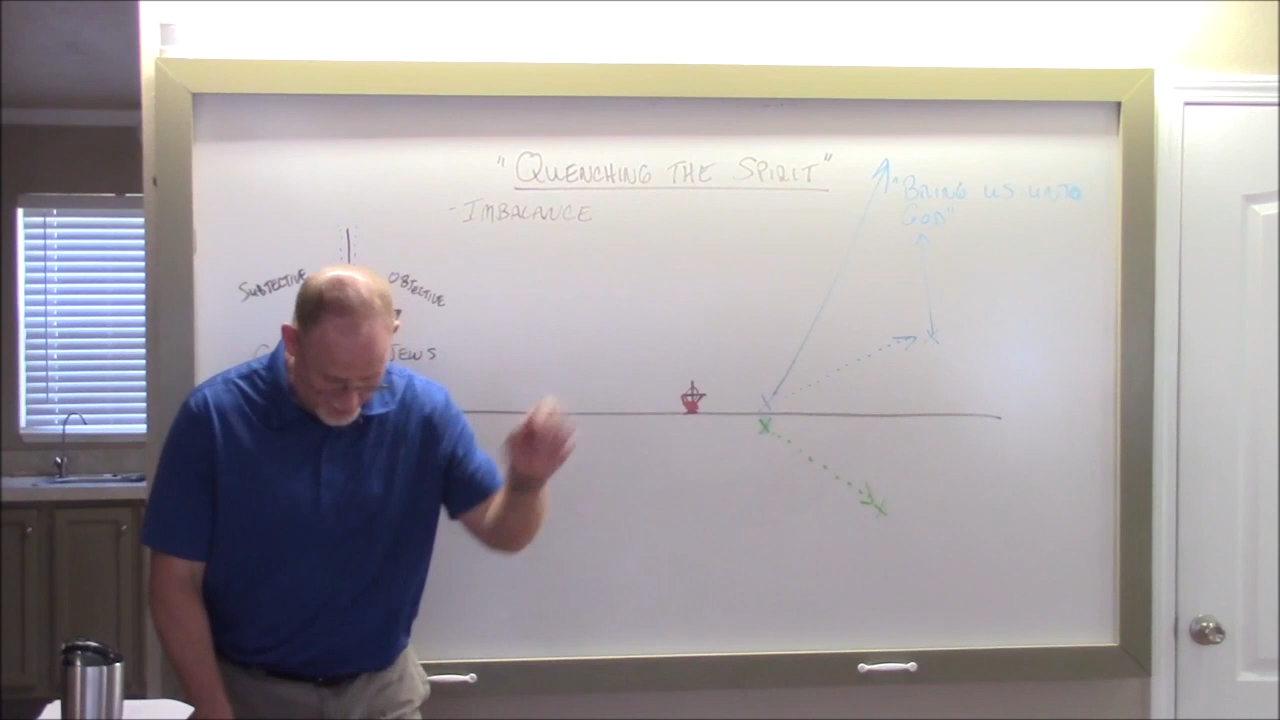 "QUENCHING THE SPIRIT"
- IMBALANCE
"BRING US UNTO
GOD"
SUBJECTIVE
OBJECTIVE
JEWS